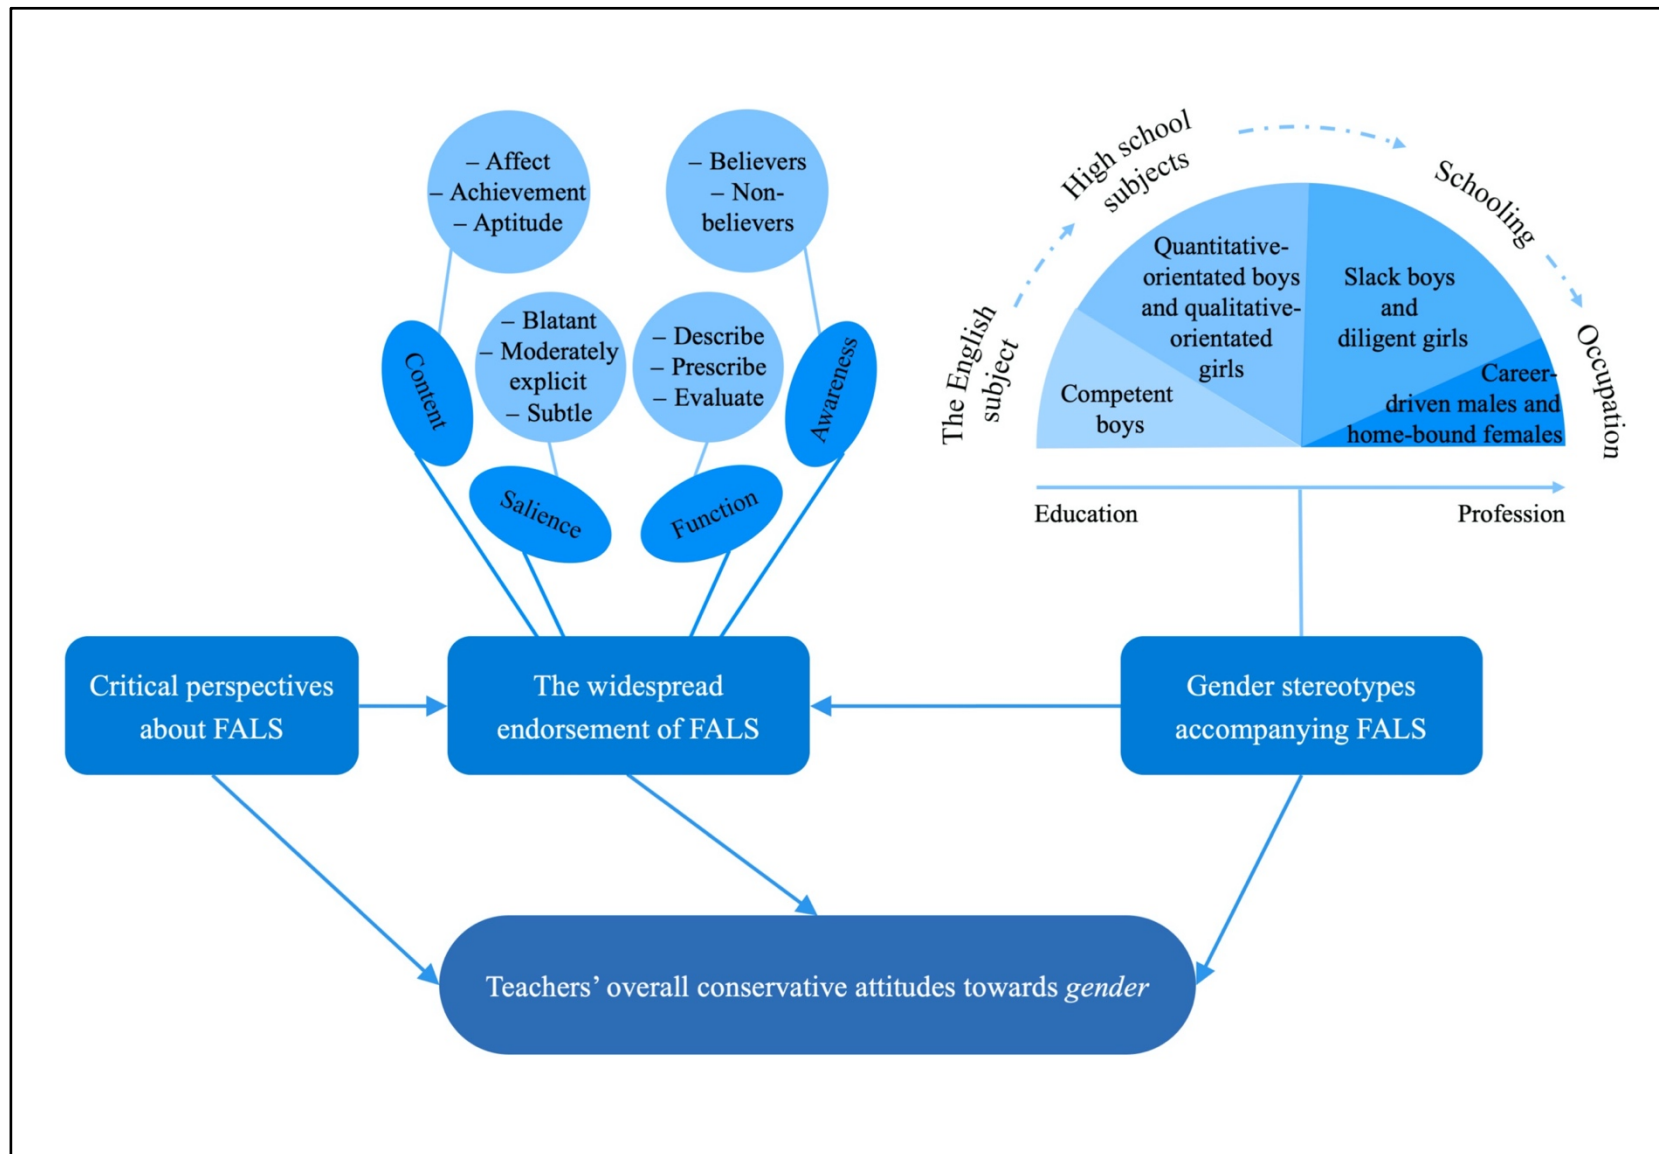 – Affect
– Achievement
– Aptitude
– Believers
– Non-
believers
– Blatant
– Moderately
explicit
– Subtle
– Describe
– Prescribe
– Evaluate
Content
Salience
Function
Awareness
The English
subject
High school
subjects
Schooling
Occupation
Competent
boys
Quantitative-
orientated boys
and qualitative-
orientated
girls
Slack boys
and
diligent girls
Career-
driven males and
home-bound females
Education
Profession
Critical perspectives
about FALS
The widespread
endorsement of FALS
Gender stereotypes
accompanying FALS
Teachers’ overall conservative attitudes towards gender